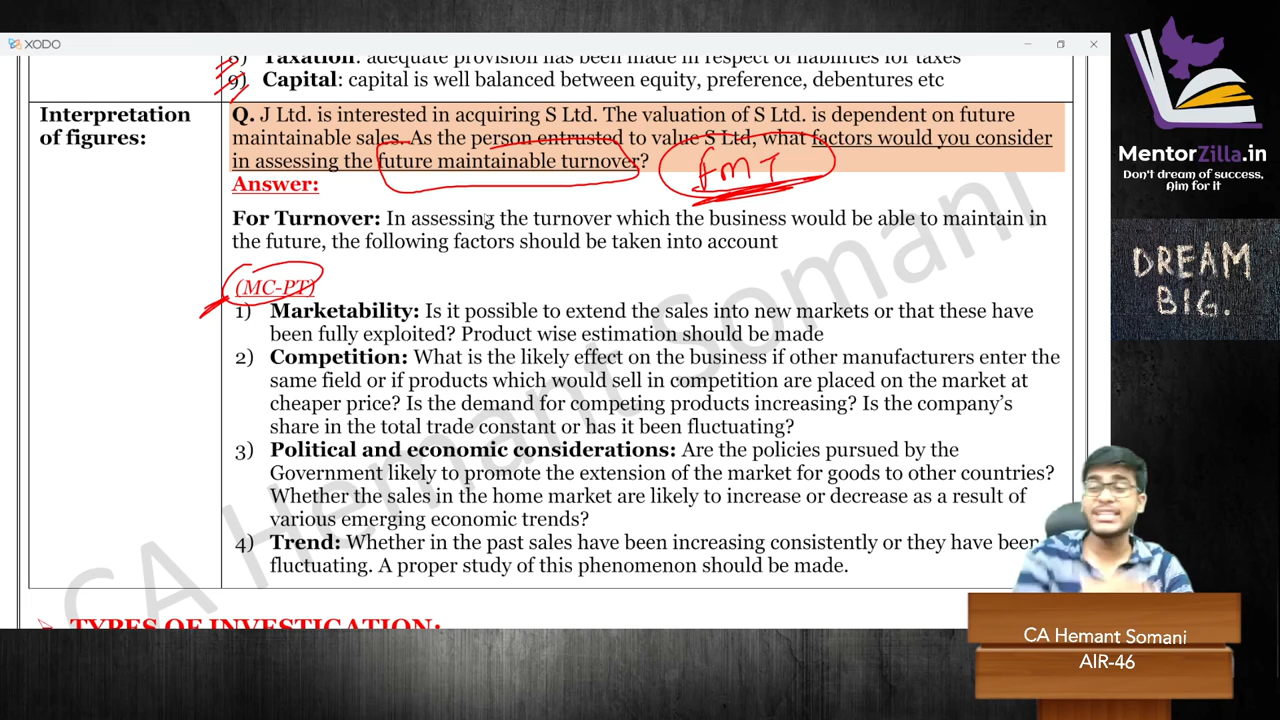 XODO
8) Taxation: adequate provision has been made in respect of liabilities for taxes
9) Capital: capital is well balanced between equity, preference, debentures etc
Interpretation of figures:
Q. J Ltd. is interested in acquiring S Ltd. The valuation of S Ltd. is dependent on future
maintainable sales. As the person entrusted to value S Ltd, what factors would you consider
in assessing the future maintainable turnover?
FMT
Answer:
For Turnover: In assessing the turnover which the business would be able to maintain in
the future, the following factors should be taken into account
(MC-PT)
1) Marketability: Is it possible to extend the sales into new markets or that these have
been fully exploited? Product wise estimation should be made
2) Competition: What is the likely effect on the business if other manufacturers enter the
same field or if products which would sell in competition are placed on the market at
cheaper price? Is the demand for competing products increasing? Is the company's
share in the total trade constant or has it been fluctuating?
3) Political and economic considerations: Are the policies pursued by the
Government likely to promote the extension of the market for goods to other countries?
Whether the sales in the home market are likely to increase or decrease as a result of
various emerging economic trends?
4) Trend: Whether in the past sales have been increasing consistently or they have been
fluctuating. A proper study of this phenomenon should be made.
TYPES OF INVESTIGATION:
CA Hemant Somani
MentorZilla.in
Don't dream of success,
Aim for it
DREAM
BIG.
CA Hemant Somani
AIR-46